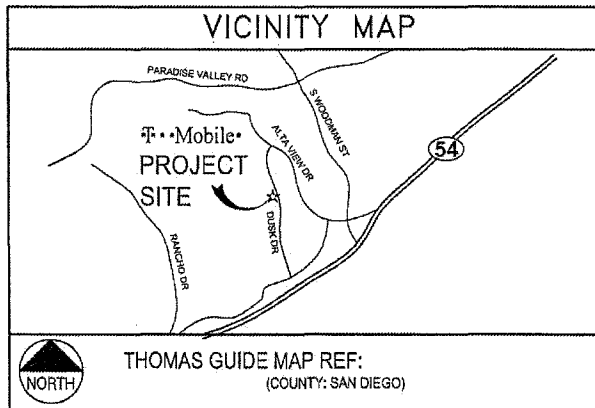 VICINITY MAP
PARADISE VALLEY RD
S WOODMAN ST
ALTA VIEW DR
T··Mobile·
PROJECT
SITE
54
DUSK DR
RANCHO DR
NORTH
THOMAS GUIDE MAP REF:
(COUNTY: SAN DIEGO)